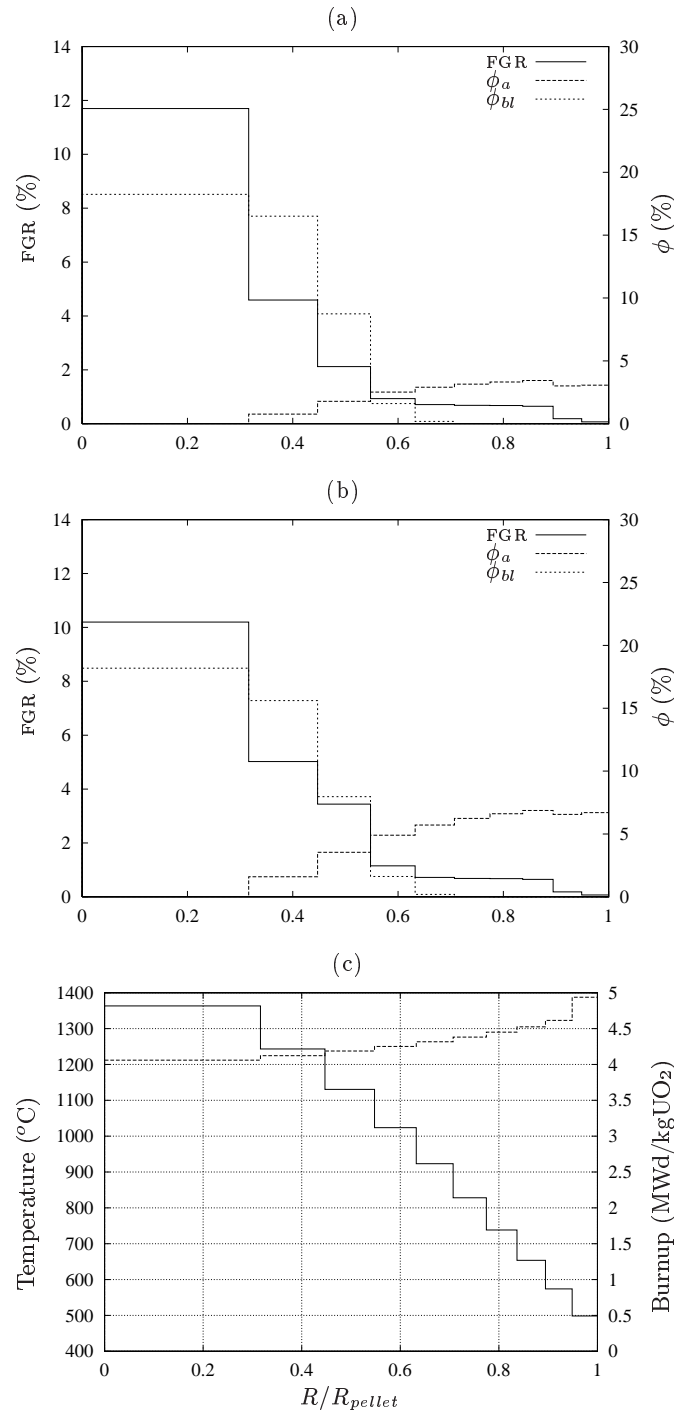 (a)
FGR
ϕa
ϕbl
14
12
10
8
6
4
2
0
30
25
20
15
10
5
0
FGR (%)
ϕ (%)
0 0.2 0.4 0.6 0.8 1
(b)
FGR
ϕa
ϕbl
14
12
10
8
6
4
2
0
30
25
20
15
10
5
0
FGR (%)
ϕ (%)
0 0.2 0.4 0.6 0.8 1
(c)
1400
1300
1200
1100
1000
900
800
700
600
500
400
5
4.5
4
3.5
3
2.5
2
1.5
1
0.5
0
Temperature (°C)
Burnup (MWd/kgUO₂)
0 0.2 0.4 0.6 0.8 1
R/Rpellet